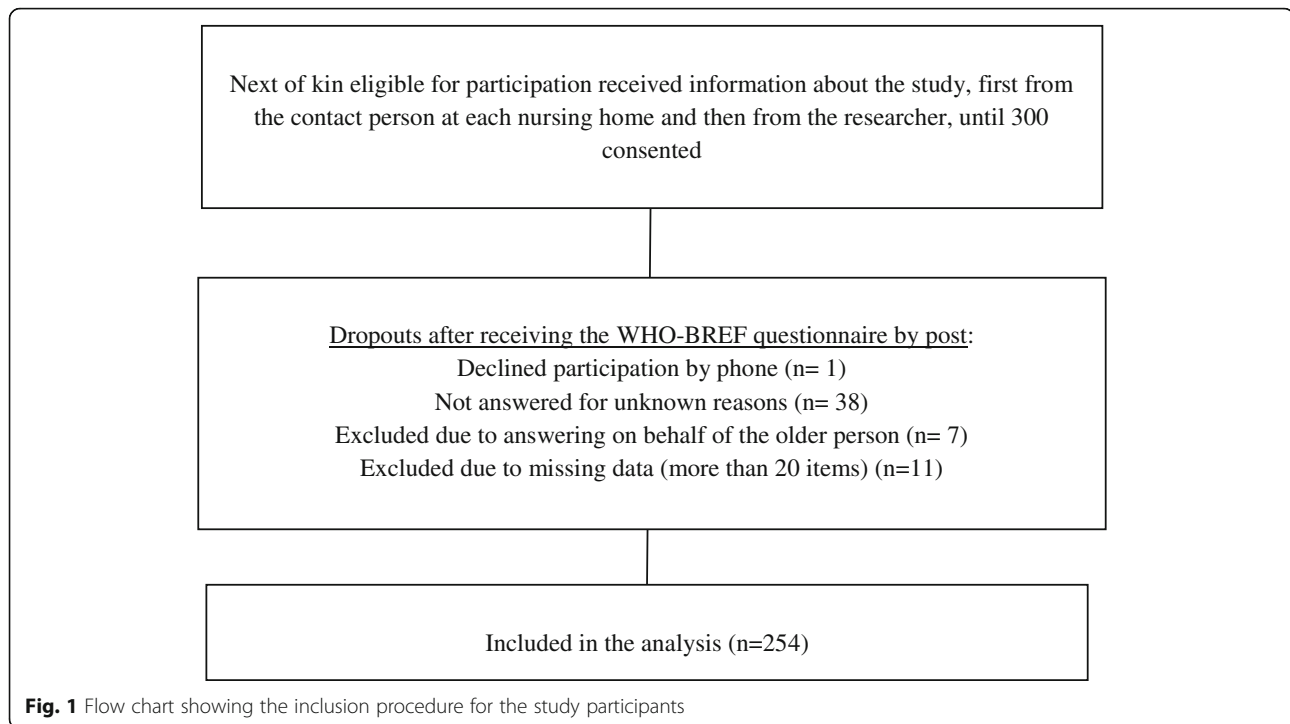 Next of kin eligible for participation received information about the study, first from
the contact person at each nursing home and then from the researcher, until 300
consented
Dropouts after receiving the WHO-BREF questionnaire by post:
Declined participation by phone (n= 1)
Not answered for unknown reasons (n= 38)
Excluded due to answering on behalf of the older person (n= 7)
Excluded due to missing data (more than 20 items) (n=11)
Included in the analysis (n=254)
Fig. 1 Flow chart showing the inclusion procedure for the study participants